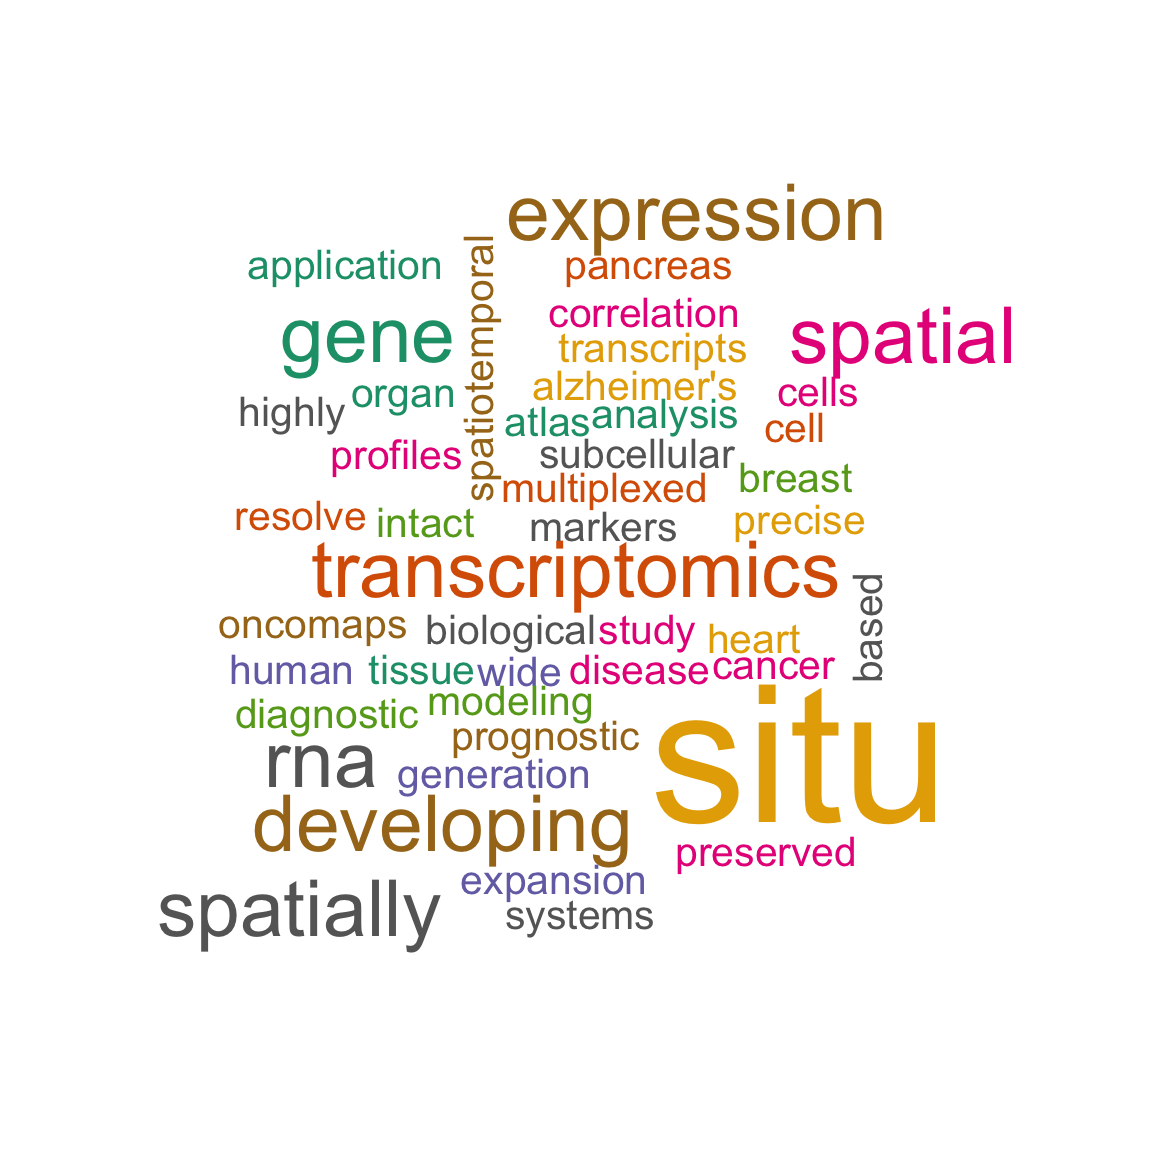 expression
application
pancreas
spatiotemporal
correlation
gene
spatial
transcripts
alzheimer's
organ
cells
highly
atlas
analysis
cell
profiles
subcellular
breast
multiplexed
resolve
intact
markers
precise
transcriptomics
based
oncomaps
biological
study
heart
human
tissue
wide
disease
cancer
diagnostic
modeling
prognostic
situ
rna
generation
developing
preserved
expansion
spatially
systems